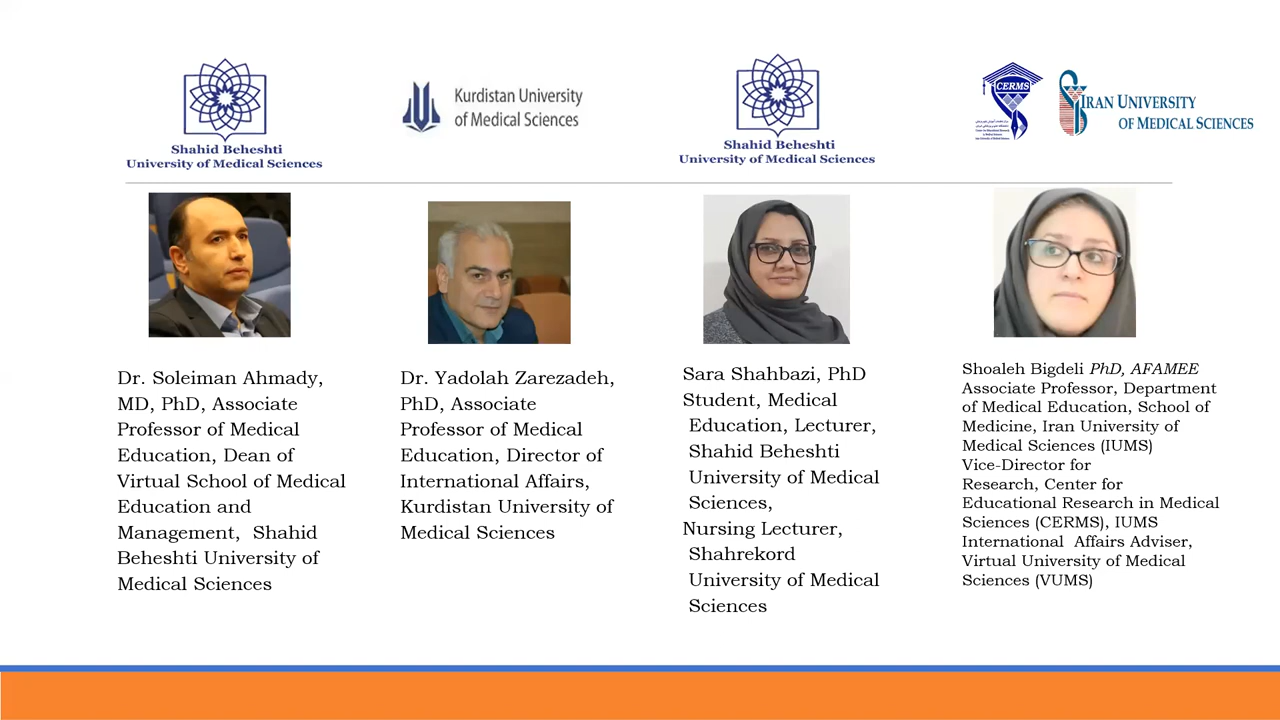 Shahid Beheshti
University of Medical Sciences
Kurdistan University
of Medical Sciences
Shahid Beheshti
University of Medical Sciences
CERMS
IRAN UNIVERSITY
OF MEDICAL SCIENCES
Dr. Soleiman Ahmady,
MD, PhD, Associate
Professor of Medical
Education, Dean of
Virtual School of Medical
Education and
Management, Shahid
Beheshti University of
Medical Sciences
Dr. Yadolah Zarezadeh,
PhD, Associate
Professor of Medical
Education, Director of
International Affairs,
Kurdistan University of
Medical Sciences
Sara Shahbazi, PhD
Student, Medical
Education, Lecturer,
Shahid Beheshti
University of Medical
Sciences,
Nursing Lecturer,
Shahrekord
University of Medical
Sciences
Shoaleh Bigdeli PhD, AFAMEE
Associate Professor, Department
of Medical Education, School of
Medicine, Iran University of
Medical Sciences (IUMS)
Vice-Director for
Research, Center for
Educational Research in Medical
Sciences (CERMS), IUMS
International Affairs Adviser,
Virtual University of Medical
Sciences (VUMS)